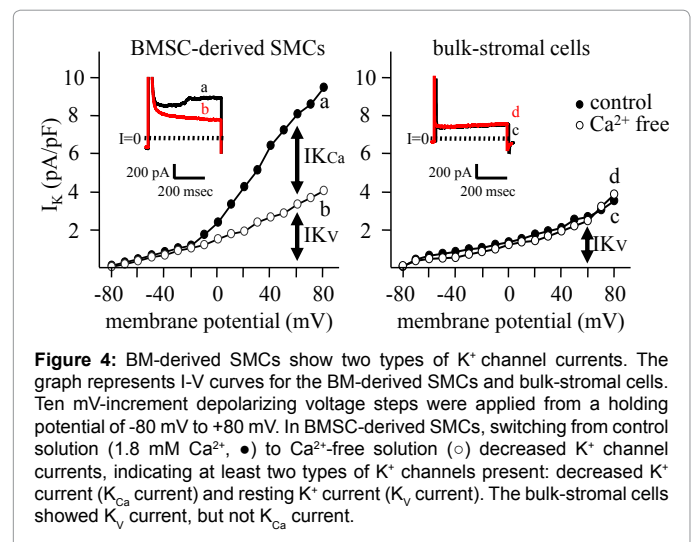 BMSC-derived SMCs
bulk-stromal cells
10
8
6
4
2
I_K (pA/pF)
a
b
I=0
200 pA
200 msec
a
IKCa
b
IKV
-80
-40
0
40
80
membrane potential (mV)
10
8
6
4
2
d
c
I=0
200 pA
200 msec
● control
○ Ca²⁺ free
d
c
IKV
-80
-40
0
40
80
membrane potential (mV)
Figure 4: BM-derived SMCs show two types of K⁺ channel currents. The
graph represents I-V curves for the BM-derived SMCs and bulk-stromal cells.
Ten mV-increment depolarizing voltage steps were applied from a holding
potential of -80 mV to +80 mV. In BMSC-derived SMCs, switching from control
solution (1.8 mM Ca²⁺, ●) to Ca²⁺-free solution (○) decreased K⁺ channel
currents, indicating at least two types of K⁺ channels present: decreased K⁺
current (K_Ca current) and resting K⁺ current (K_V current). The bulk-stromal cells
showed K_V current, but not K_Ca current.